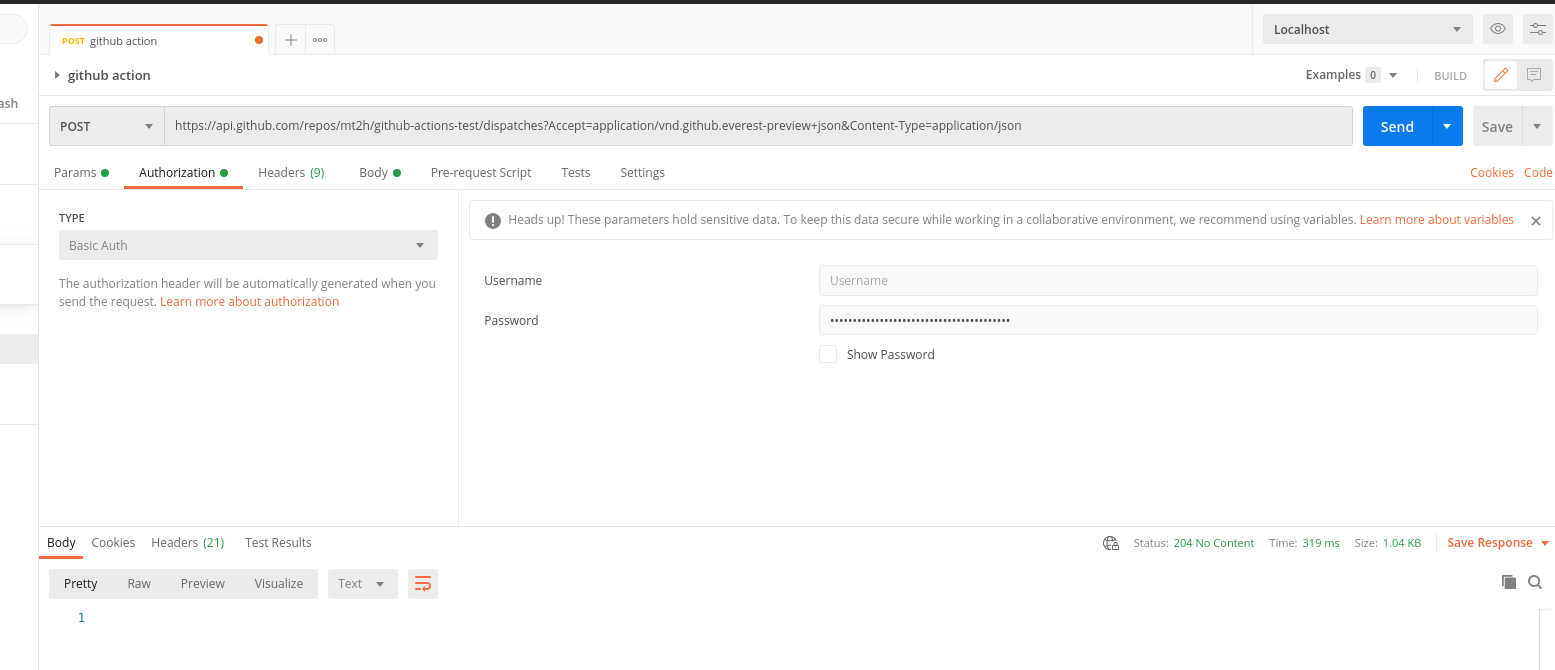 POST github action
Localhost
github action
Examples 0
BUILD
ash
POST
https://api.github.com/repos/mt2h/github-actions-test/dispatches?Accept=application/vnd.github.everest-preview+json&Content-Type=application/json
Send
Save
Params Authorization Headers (9) Body Pre-request Script Tests Settings
Cookies Code
TYPE
Basic Auth
The authorization header will be automatically generated when you
send the request. Learn more about authorization
Heads up! These parameters hold sensitive data. To keep this data secure while working in a collaborative environment, we recommend using variables. Learn more about variables
Username
Username
Password
••••••••••••••••••••••••••••••••••••••••
Show Password
Body Cookies Headers (21) Test Results
Status: 204 No Content Time: 319 ms Size: 1.04 KB
Save Response
Pretty Raw Preview Visualize Text
1